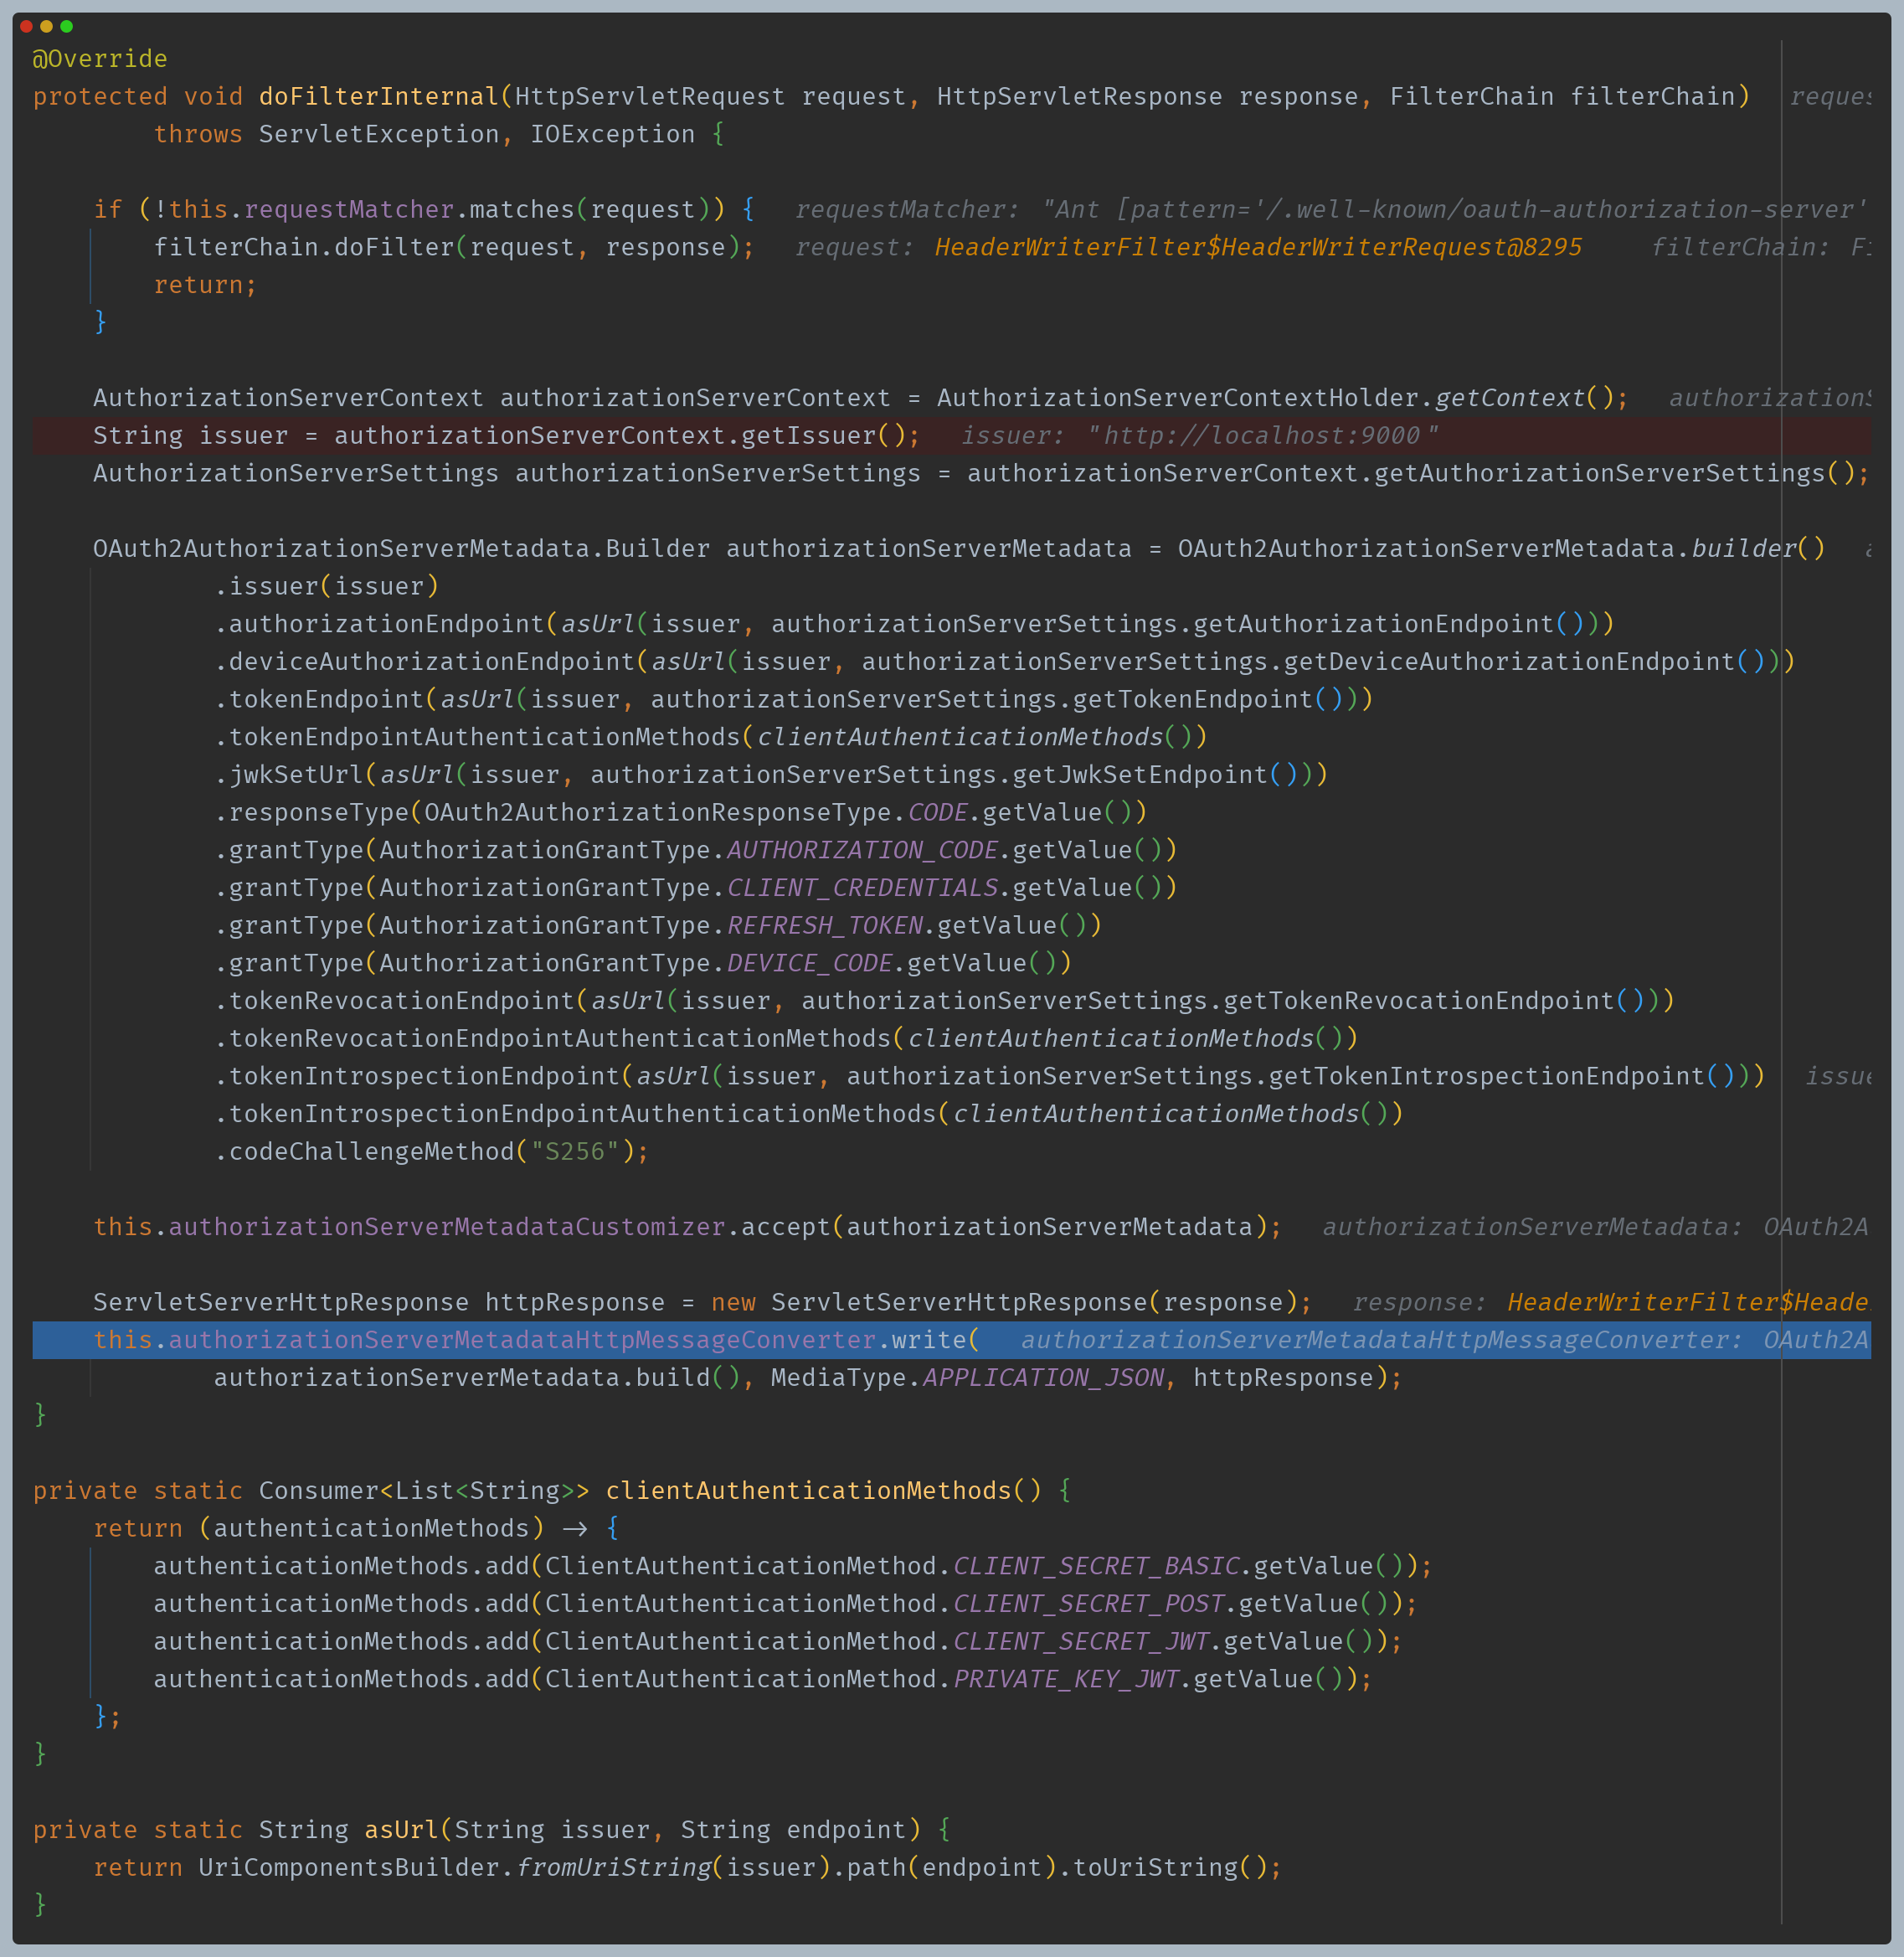 @Override
protected void doFilterInternal(HttpServletRequest request, HttpServletResponse response, FilterChain filterChain)
        throws ServletException, IOException {
    if (!this.requestMatcher.matches(request)) {  requestMatcher: "Ant [pattern='/.well-known/oauth-authorization-server'
        filterChain.doFilter(request, response);  request: HeaderWriterFilter$HeaderWriterRequest@8295    filterChain:
        return;
    }
    AuthorizationServerContext authorizationServerContext = AuthorizationServerContextHolder.getContext();
    String issuer = authorizationServerContext.getIssuer();  issuer: "http://localhost:9000"
    AuthorizationServerSettings authorizationServerSettings = authorizationServerContext.getAuthorizationServerSettings();
    OAuth2AuthorizationServerMetadata.Builder authorizationServerMetadata = OAuth2AuthorizationServerMetadata.builder()
            .issuer(issuer)
            .authorizationEndpoint(asUrl(issuer, authorizationServerSettings.getAuthorizationEndpoint()))
            .deviceAuthorizationEndpoint(asUrl(issuer, authorizationServerSettings.getDeviceAuthorizationEndpoint()))
            .tokenEndpoint(asUrl(issuer, authorizationServerSettings.getTokenEndpoint()))
            .tokenEndpointAuthenticationMethods(clientAuthenticationMethods())
            .jwkSetUrl(asUrl(issuer, authorizationServerSettings.getJwkSetEndpoint()))
            .responseType(OAuth2AuthorizationResponseType.CODE.getValue())
            .grantType(AuthorizationGrantType.AUTHORIZATION_CODE.getValue())
            .grantType(AuthorizationGrantType.CLIENT_CREDENTIALS.getValue())
            .grantType(AuthorizationGrantType.REFRESH_TOKEN.getValue())
            .grantType(AuthorizationGrantType.DEVICE_CODE.getValue())
            .tokenRevocationEndpoint(asUrl(issuer, authorizationServerSettings.getTokenRevocationEndpoint()))
            .tokenRevocationEndpointAuthenticationMethods(clientAuthenticationMethods())
            .tokenIntrospectionEndpoint(asUrl(issuer, authorizationServerSettings.getTokenIntrospectionEndpoint()))
            .tokenIntrospectionEndpointAuthenticationMethods(clientAuthenticationMethods())
            .codeChallengeMethod("S256");
    this.authorizationServerMetadataCustomizer.accept(authorizationServerMetadata);  authorizationServerMetadata: OAuth2A
    ServletServerHttpResponse httpResponse = new ServletServerHttpResponse(response);  response: HeaderWriterFilter$Heade
    this.authorizationServerMetadataHttpMessageConverter.write(  authorizationServerMetadataHttpMessageConverter: OAuth2A
            authorizationServerMetadata.build(), MediaType.APPLICATION_JSON, httpResponse);
}
private static Consumer<List<String>> clientAuthenticationMethods() {
    return (authenticationMethods) -> {
        authenticationMethods.add(ClientAuthenticationMethod.CLIENT_SECRET_BASIC.getValue());
        authenticationMethods.add(ClientAuthenticationMethod.CLIENT_SECRET_POST.getValue());
        authenticationMethods.add(ClientAuthenticationMethod.CLIENT_SECRET_JWT.getValue());
        authenticationMethods.add(ClientAuthenticationMethod.PRIVATE_KEY_JWT.getValue());
    };
}
private static String asUrl(String issuer, String endpoint) {
    return UriComponentsBuilder.fromUriString(issuer).path(endpoint).toUriString();
}